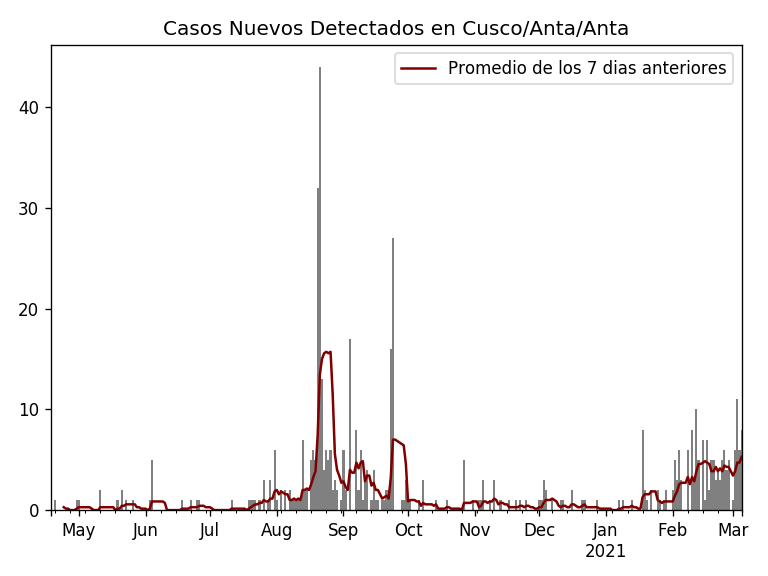 Casos Nuevos Detectados en Cusco/Anta/Anta
Promedio de los 7 dias anteriores
40
30
20
10
0
May Jun Jul Aug Sep Oct Nov Dec Jan Feb Mar
2021